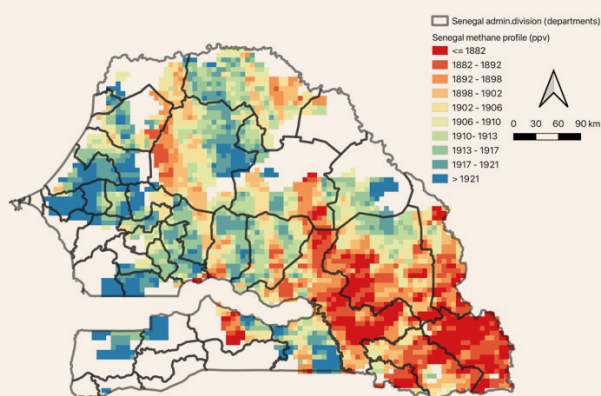 Senegal admin.division (departments)
Senegal methane profile (ppv)
<= 1882
1882 - 1892
1892 - 1898
1898 - 1902
1902 - 1906
1906 - 1910
1910- 1913
1913 - 1917
1917 - 1921
> 1921
0 30 60 90 km